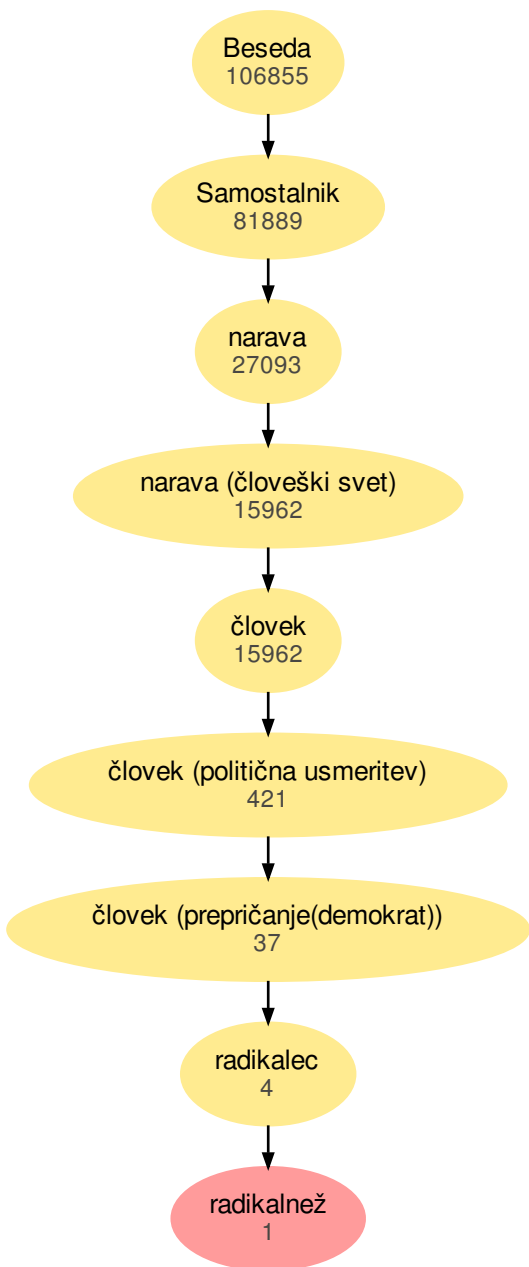 Beseda
106855
Samostalnik
81889
narava
27093
narava (človeški svet)
15962
človek
15962
človek (politična usmeritev)
421
človek (prepričanje(demokrat))
37
radikalec
4
radikalnež
1